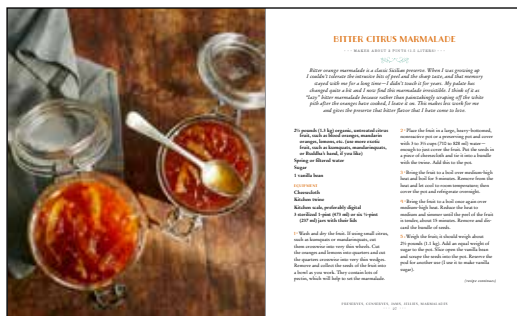 BITTER CITRUS MARMALADE
MAKES ABOUT 3 PINTS (1.5 LITERS)
Bitter orange marmalade is a classic Sicilian preserve. When I was growing up
I couldn't tolerate the intensive bits of peel and the sharp taste, and that memory
stayed with me for a long time—I didn't touch it for years. My palate has
changed quite a bit and I now find this marmalade irresistible. I think of it as
"lazy" bitter marmalade because rather than painstakingly scraping off the white
pith after the oranges have cooked, I leave it on. This makes less work for me
and gives the preserve that bitter flavor that I have come to love.
2½ pounds (1.1 kg) organic, untreated citrus
fruit, such as blood oranges, mandarin
oranges, lemons, etc. (use more exotic
fruit, such as kumquats, mandarinquats,
or Buddha's hand, if you like)
Spring or filtered water
Sugar
1 vanilla bean
EQUIPMENT
Cheesecloth
Kitchen twine
Kitchen scale, preferably digital
3 sterilized 1-pint (475 ml) or six ½-pint
(237 ml) jars with their lids
1 Wash and dry the fruit. If using small citrus,
such as kumquats or mandarinquats, cut
them crosswise into very thin wheels. Cut
the oranges and lemons into quarters and cut
the quarters crosswise into very thin wedges.
Remove and collect the seeds of the fruit into
a bowl as you work. They contain lots of
pectin, which will help to set the marmalade.
2 Place the fruit in a large, heavy-bottomed,
nonreactive pot or a preserving pot and cover
with 3 to 3½ cups (710 to 828 ml) water—
enough to just cover the fruit. Put the seeds in
a piece of cheesecloth and tie it into a bundle
with the twine. Add this to the pot.
3 Bring the fruit to a boil over medium-high
heat and boil for 5 minutes. Remove from the
heat and let cool to room temperature, then
cover the pot and refrigerate overnight.
4 Bring the fruit to a boil once again over
medium-high heat. Reduce the heat to
medium and simmer until the peel of the fruit
is tender, about 15 minutes. Remove and dis-
card the bundle of seeds.
5 Weigh the fruit; it should weigh about
2½ pounds (1.1 kg). Add an equal weight of
sugar to the pot. Slice open the vanilla bean
and scrape the seeds into the pot. Reserve the
pod for another use (I use it to make vanilla
sugar).
(recipe continues)